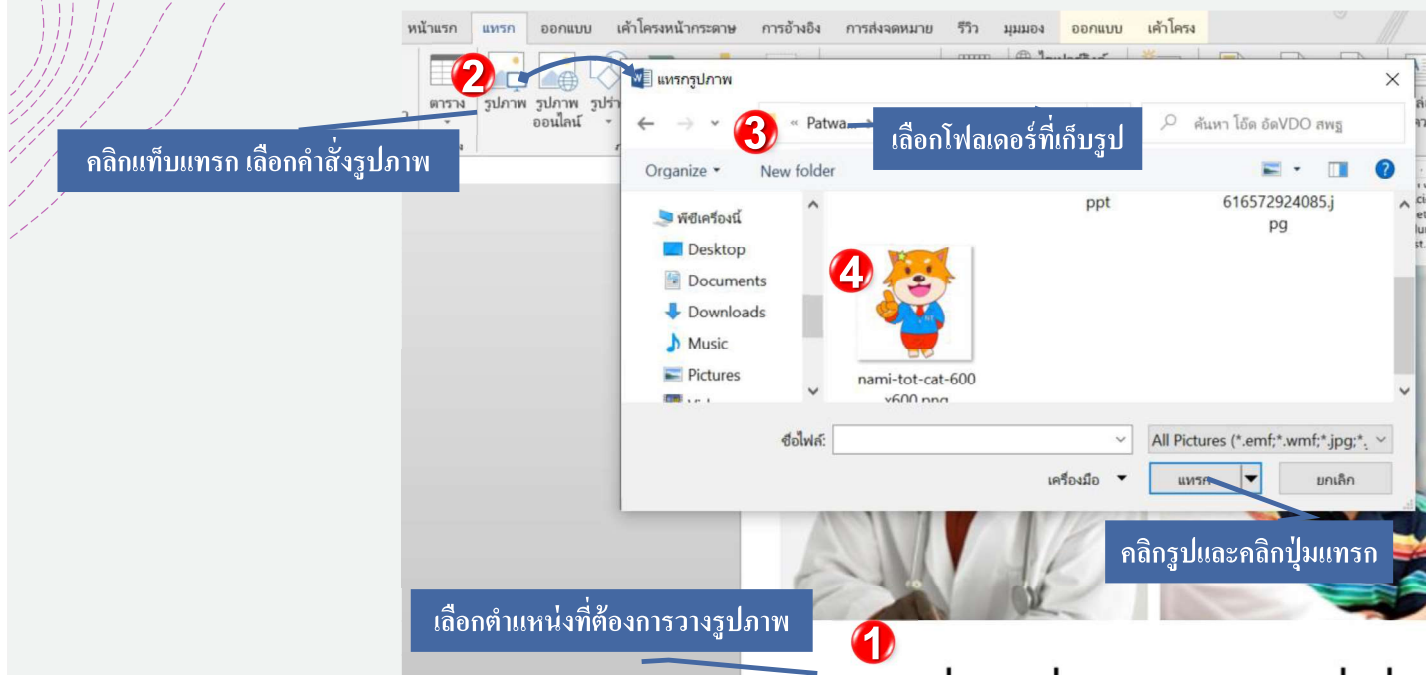 หน้าแรก แทรก ออกแบบ เค้าโครงหน้ากระดาษ การอ้างอิง การส่งจดหมาย รีวิว มุมมอง ออกแบบ เค้าโครง
2
ตาราง รูปภาพ รูปภาพ
ออนไลน์
แทรกรูปภาพ
คลิกแท็บแทรก เลือกคำสั่งรูปภาพ
3
« Patwa...
เลือกโฟลเดอร์ที่เก็บรูป
ค้นหา โอ๊ต อัดVDO สพฐ
Organize
New folder
พีซีเครื่องนี้
Desktop
Documents
Downloads
Music
Pictures
ppt
616572924085.j
pg
4
nami-tot-cat-600
x600.png
ชื่อไฟล์:
All Pictures (*.emf;*.wmf;*.jpg;*.
เครื่องมือ
แทรก
ยกเลิก
คลิกรูปและคลิกปุ่มแทรก
เลือกตำแหน่งที่ต้องการวางรูปภาพ
1